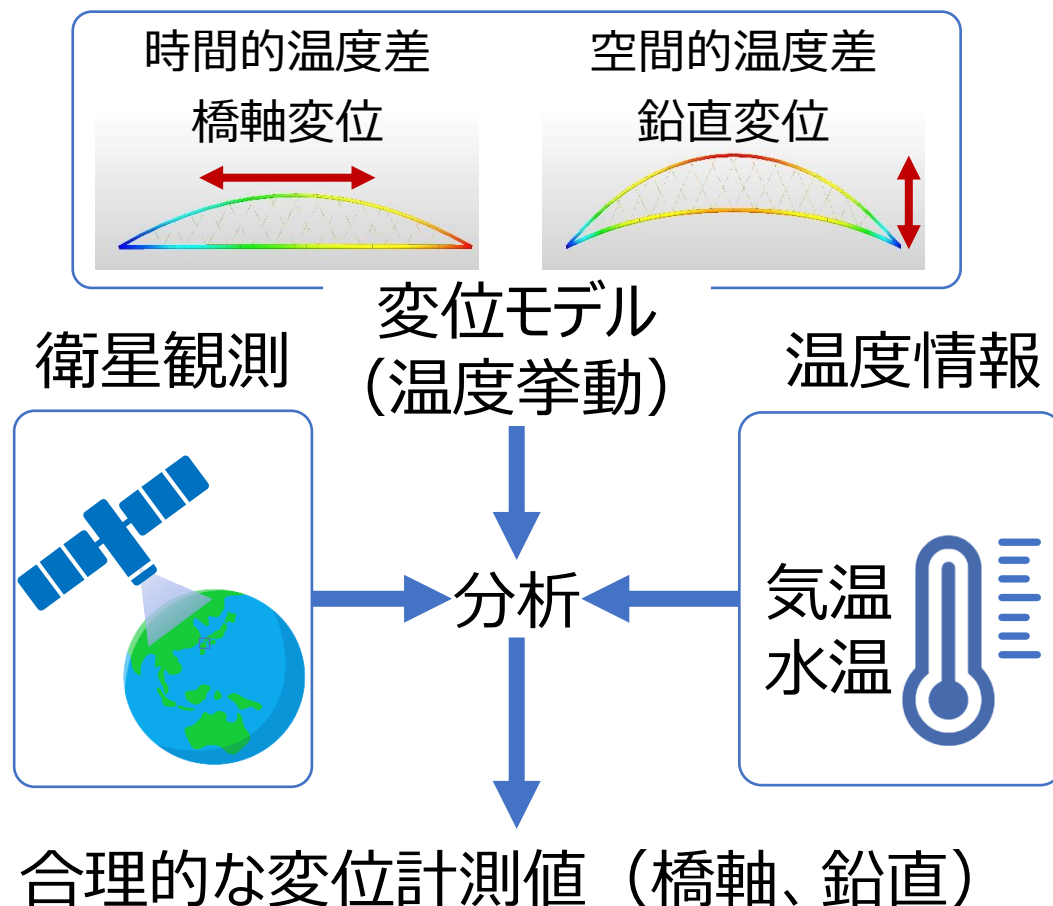 時間的温度差
橋軸変位
空間的温度差
鉛直変位
変位モデル
（温度挙動）
衛星観測
温度情報
分析
気温
水温
合理的な変位計測値（橋軸、鉛直）